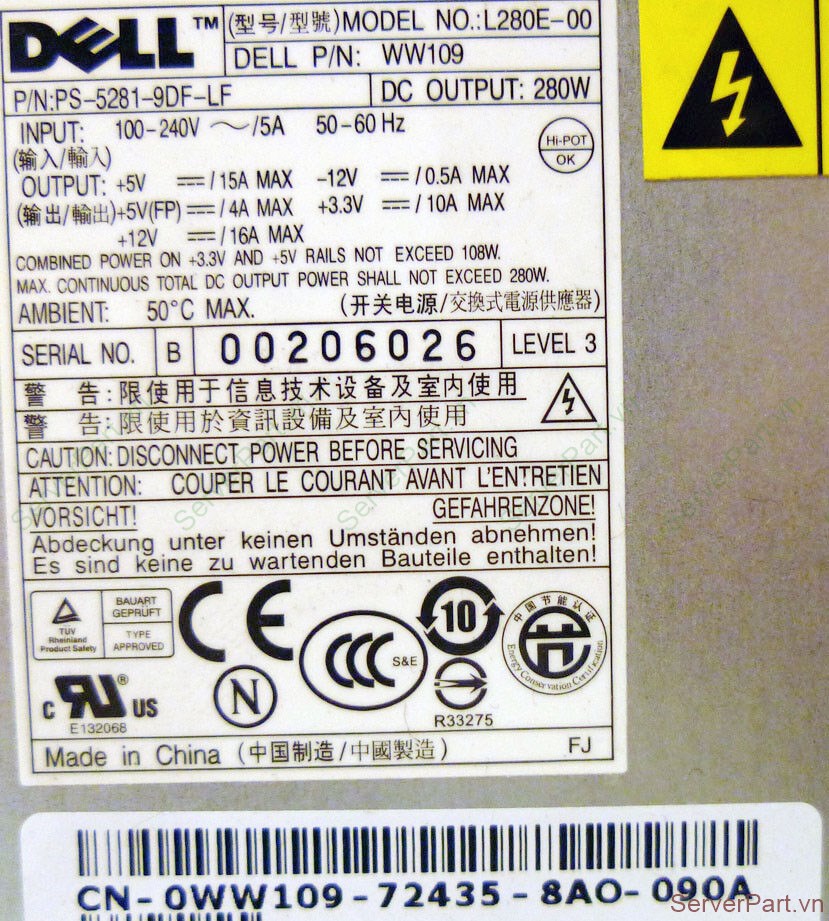 DELL™ (型号/型號)MODEL NO.:L280E-00
DELL P/N: WW109
P/N:PS-5281-9DF-LF DC OUTPUT: 280W
INPUT: 100-240V ～/5A 50-60 Hz
(输入/輸入)
Hi-POT
OK
OUTPUT: +5V ⎓/15A MAX -12V ⎓/0.5A MAX
(输出/輸出)+5V(FP) ⎓/4A MAX +3.3V ⎓/10A MAX
+12V ⎓/16A MAX
COMBINED POWER ON +3.3V AND +5V RAILS NOT EXCEED 108W.
MAX. CONTINUOUS TOTAL DC OUTPUT POWER SHALL NOT EXCEED 280W.
AMBIENT: 50°C MAX. (开关电源/交換式電源供應器)
SERIAL NO. B 00206026 LEVEL 3
警 告:限使用于信息技术设备及室内使用
警 告:限使用於資訊設備及室內使用
CAUTION: DISCONNECT POWER BEFORE SERVICING
ATTENTION: COUPER LE COURANT AVANT L'ENTRETIEN
VORSICHT! GEFAHRENZONE!
Abdeckung unter keinen Umständen abnehmen!
Es sind keine zu wartenden Bauteile enthalten!
TUV
Rheinland
Product Safety
BAUART
GEPRÜFT
TYPE
APPROVED
CE
CCC S&E
10
中国节能认证
Energy Conservation Certification
c RU® US
E132068
N
R33275
Made in China (中国制造/中國製造) FJ
CN-0WW109-72435-8AO-090A
ServerPart.vn